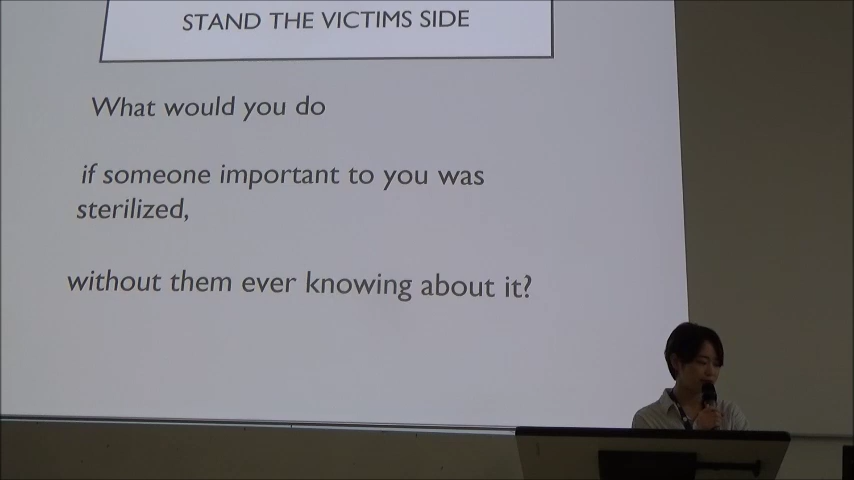 STAND THE VICTIMS SIDE
What would you do
if someone important to you was
sterilized,
without them ever knowing about it?